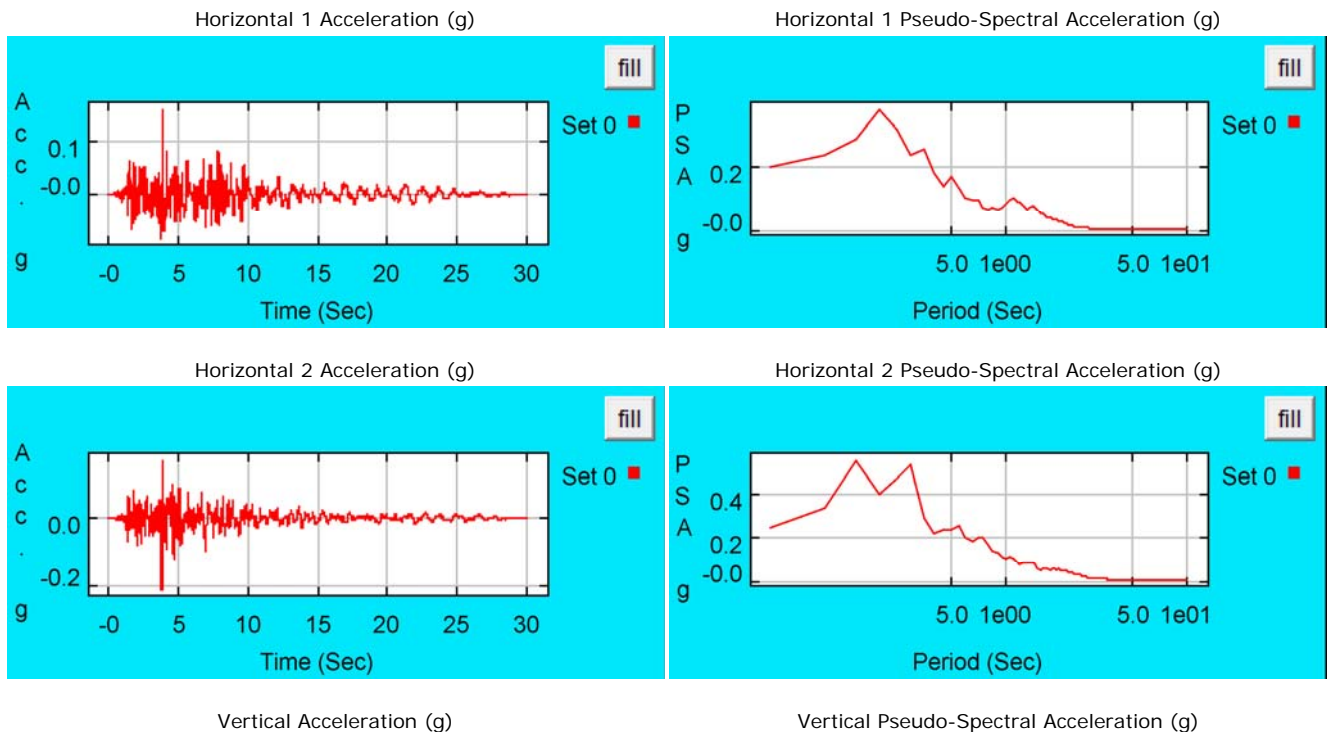 Horizontal 1 Acceleration (g)
fill
A
c
c
.
g
0.1
-0.0
Set 0
-0 5 10 15 20 25 30
Time (Sec)
Horizontal 1 Pseudo-Spectral Acceleration (g)
fill
P
S
A
g
0.2
-0.0
Set 0
5.0 1e00 5.0 1e01
Period (Sec)
Horizontal 2 Acceleration (g)
fill
A
c
c
.
g
0.0
-0.2
Set 0
-0 5 10 15 20 25 30
Time (Sec)
Horizontal 2 Pseudo-Spectral Acceleration (g)
fill
P
S
A
g
0.4
0.2
-0.0
Set 0
5.0 1e00 5.0 1e01
Period (Sec)
Vertical Acceleration (g)
Vertical Pseudo-Spectral Acceleration (g)